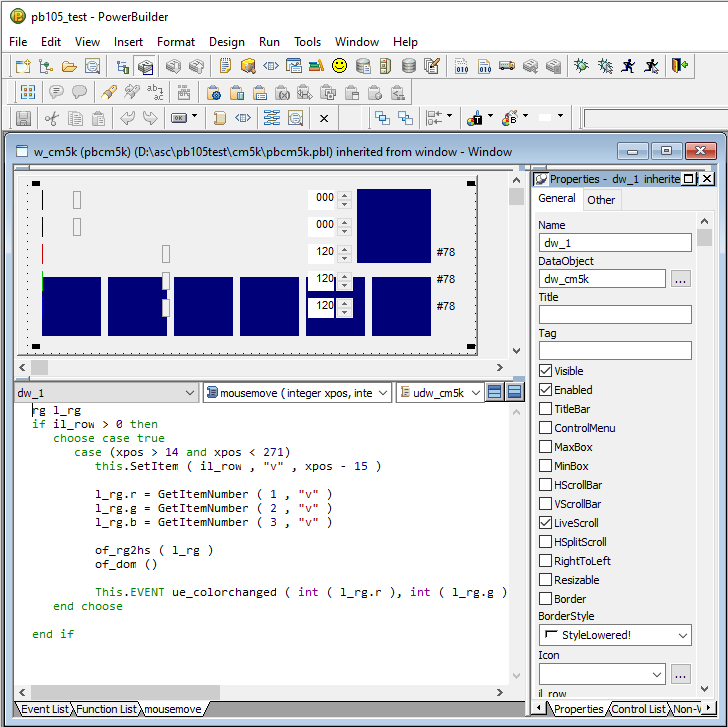 pb105_test - PowerBuilder
File Edit View Insert Format Design Run Tools Window Help
w_cm5k (pbcm5k) (D:\asc\pb105test\cm5k\pbcm5k.pbl) inherited from window - Window
000
000
120 #78
120 #78
120 #78
dw_1 mousemove ( integer xpos, inte udw_cm5k
rg l_rg
if il_row > 0 then
choose case true
case (xpos > 14 and xpos < 271)
this.SetItem ( il_row , "v" , xpos - 15 )
l_rg.r = GetItemNumber ( 1 , "v" )
l_rg.g = GetItemNumber ( 2 , "v" )
l_rg.b = GetItemNumber ( 3 , "v" )
of_rg2hs ( l_rg )
of_dom ()
This.EVENT ue_colorchanged ( int ( l_rg.r ), int ( l_rg.g )
end choose
end if
Event List Function List mousemove
Properties - dw_1 inherite
General Other
Name
dw_1
DataObject
dw_cm5k ...
Title
Tag
Visible
Enabled
TitleBar
ControlMenu
MaxBox
MinBox
HScrollBar
VScrollBar
LiveScroll
HSplitScroll
RightToLeft
Resizable
Border
BorderStyle
StyleLowered!
Icon
...
il_row
Properties Control List Non-V